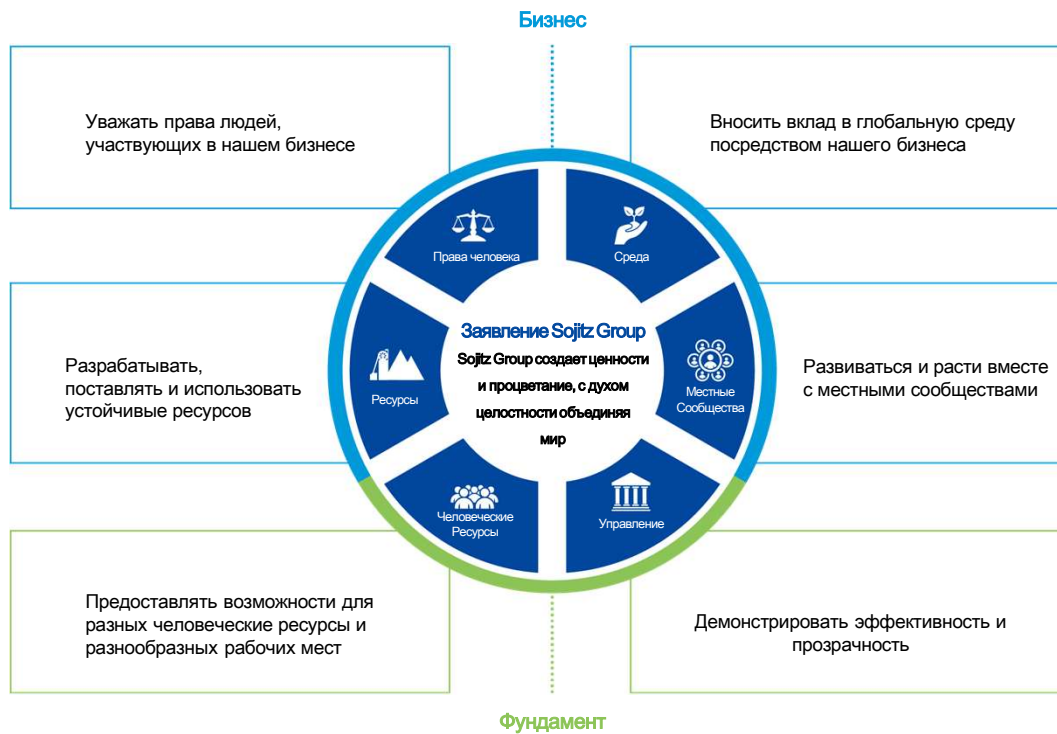 Бизнес
Уважать права людей,
участвующих в нашем бизнесе
Вносить вклад в глобальную среду
посредством нашего бизнеса
Права человека
Среда
Разрабатывать,
поставлять и использовать
устойчивые ресурсов
Ресурсы
Заявление Sojitz Group
Sojitz Group создает ценности
и процветание, с духом
целостности объединяя
мир
Местные
Сообщества
Развиваться и расти вместе
с местными сообществами
Человеческие
Ресурсы
Управление
Предоставлять возможности для
разных человеческие ресурсы и
разнообразных рабочих мест
Демонстрировать эффективность и
прозрачность
Фундамент